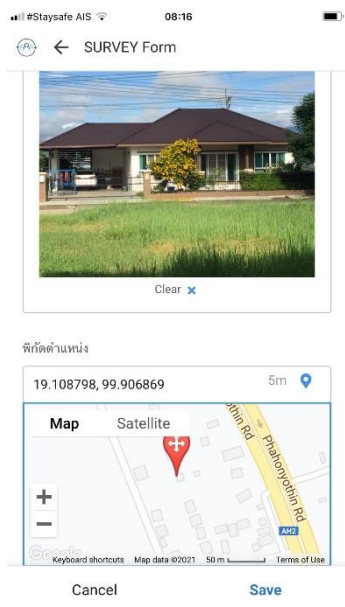 #Staysafe AIS 08:16
SURVEY Form
Clear
พิกัดตำแหน่ง
19.108798, 99.906869 5m
Map Satellite
Phahonyothin Rd
Phahonyothin Rd
AH2
+
−
Google
Keyboard shortcuts Map data ©2021 50 m Terms of Use
Cancel Save